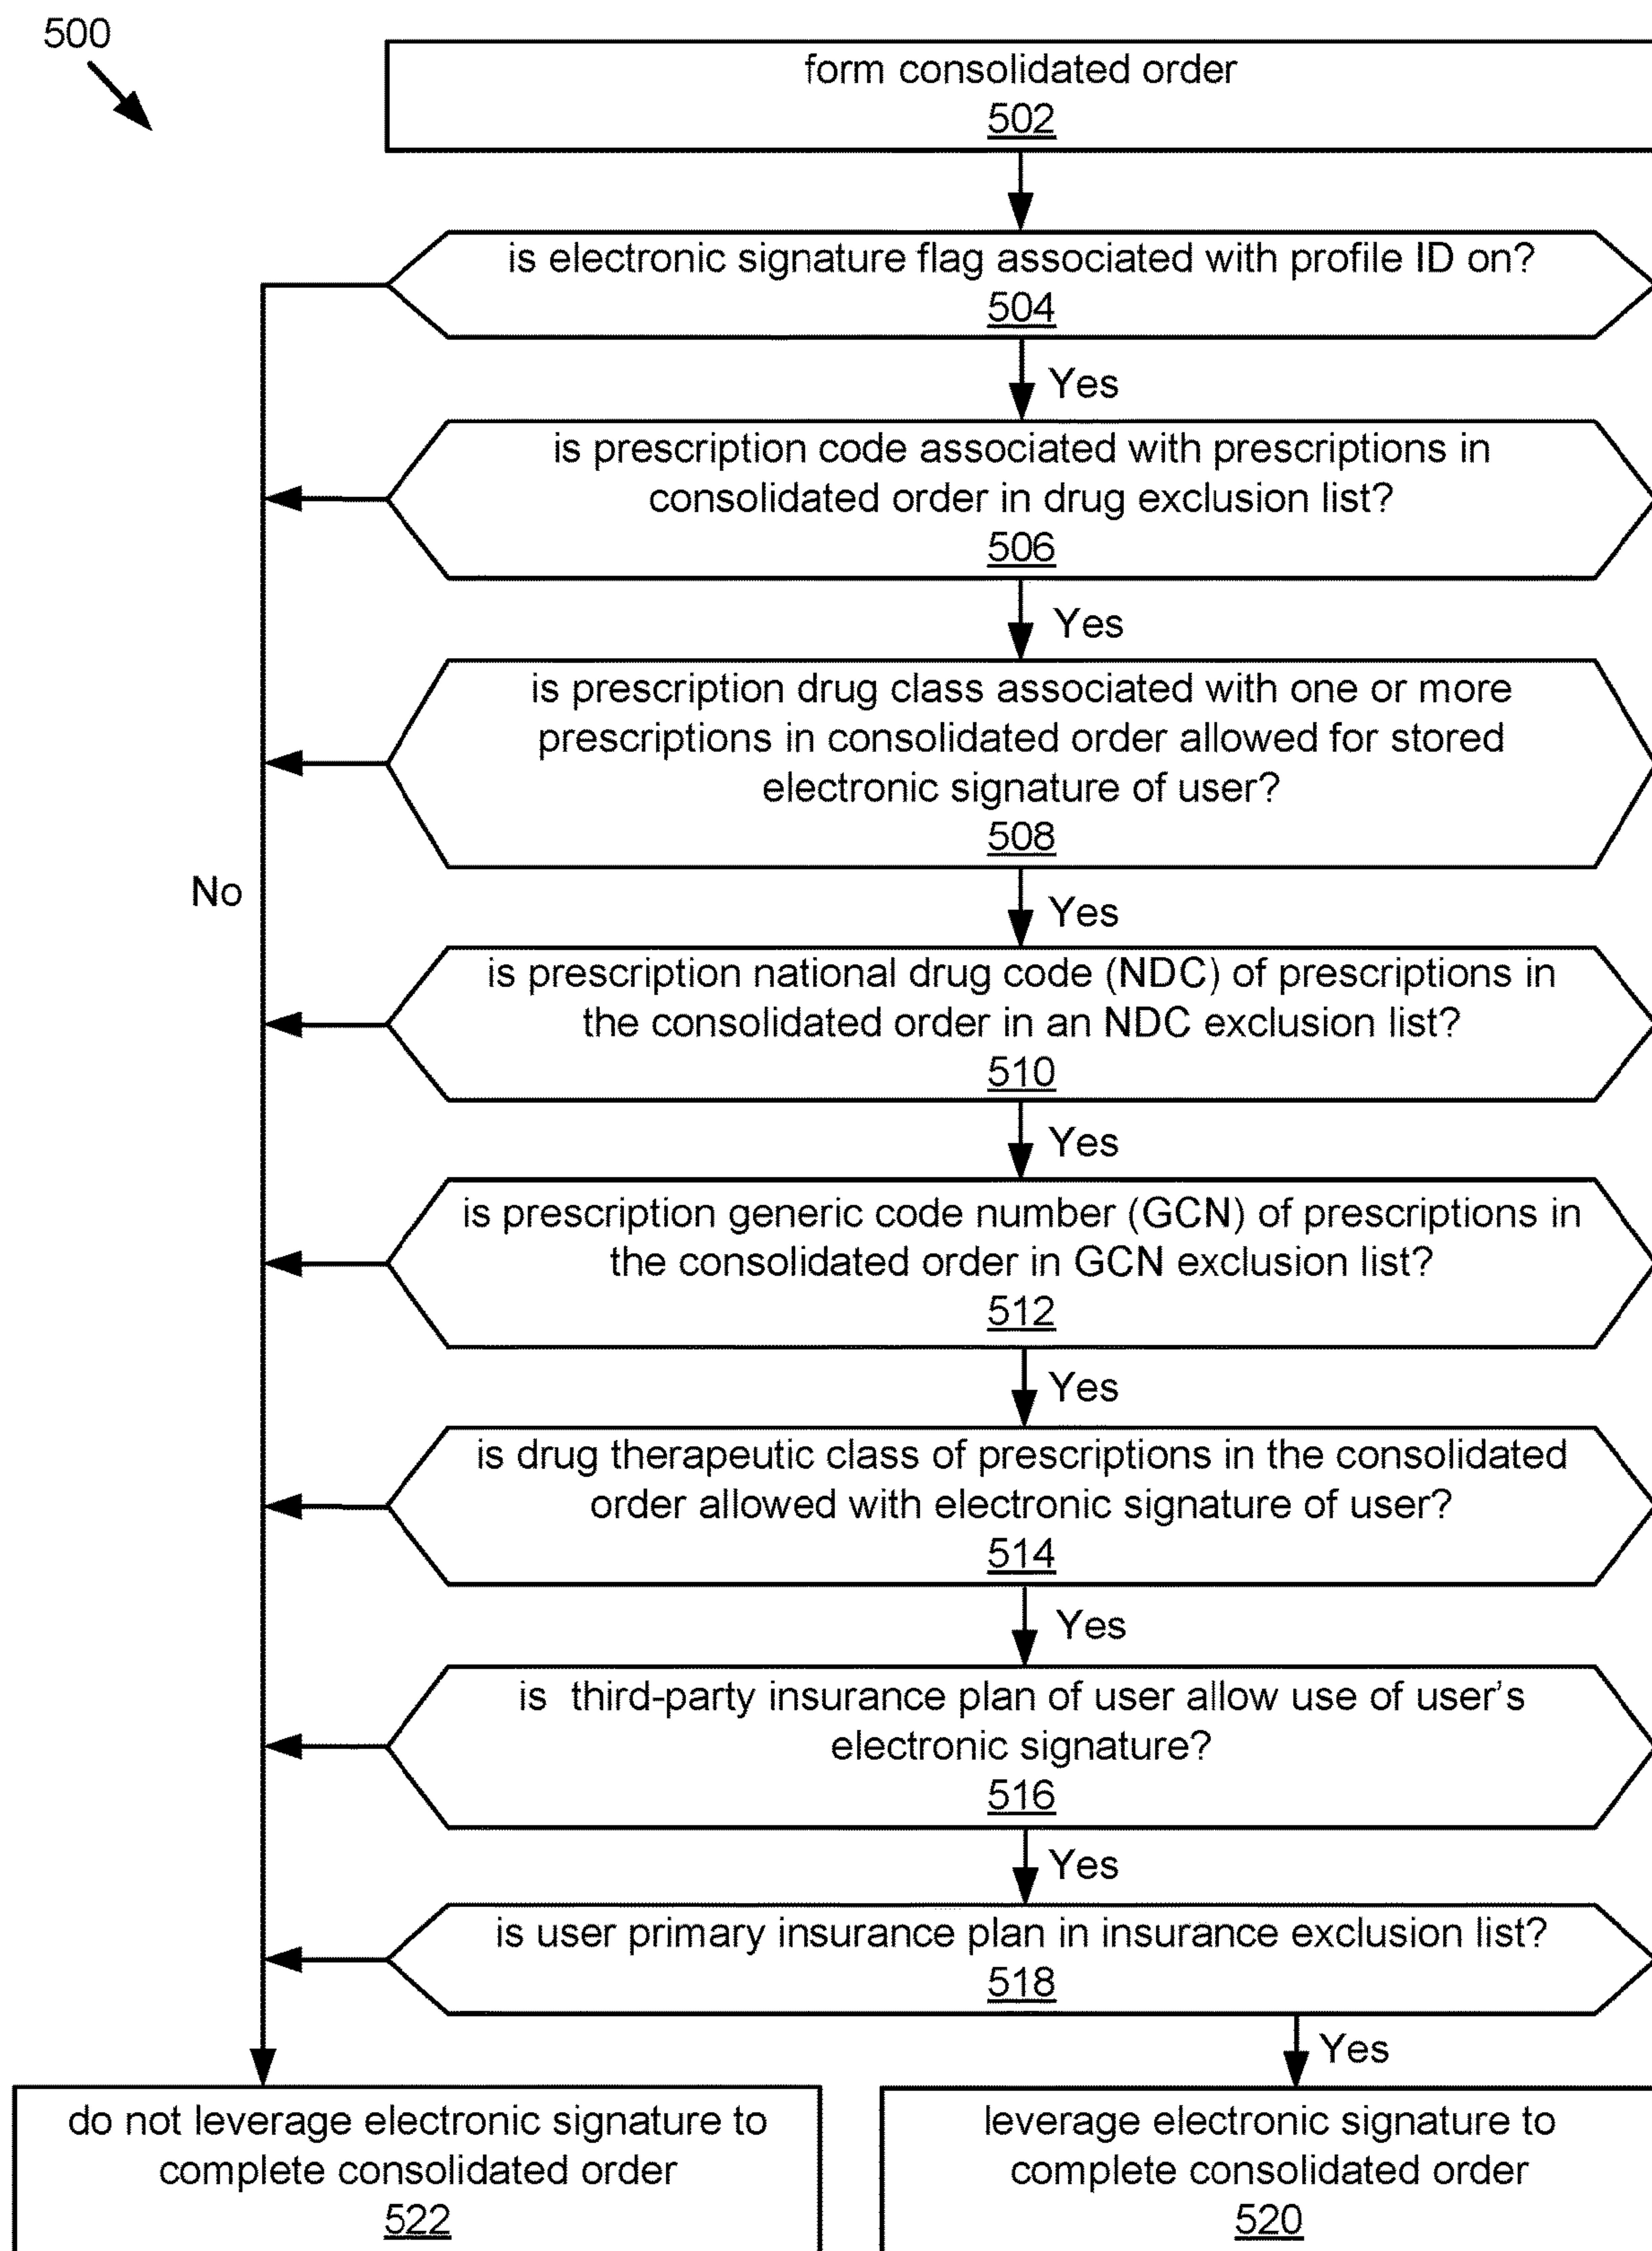 500
form consolidated order
502
is electronic signature flag associated with profile ID on?
504
Yes
is prescription code associated with prescriptions in
consolidated order in drug exclusion list?
506
Yes
is prescription drug class associated with one or more
prescriptions in consolidated order allowed for stored
electronic signature of user?
508
No
Yes
is prescription national drug code (NDC) of prescriptions in
the consolidated order in an NDC exclusion list?
510
Yes
is prescription generic code number (GCN) of prescriptions in
the consolidated order in GCN exclusion list?
512
Yes
is drug therapeutic class of prescriptions in the consolidated
order allowed with electronic signature of user?
514
Yes
is third-party insurance plan of user allow use of user's
electronic signature?
516
Yes
is user primary insurance plan in insurance exclusion list?
518
Yes
do not leverage electronic signature to
complete consolidated order
522
leverage electronic signature to
complete consolidated order
520